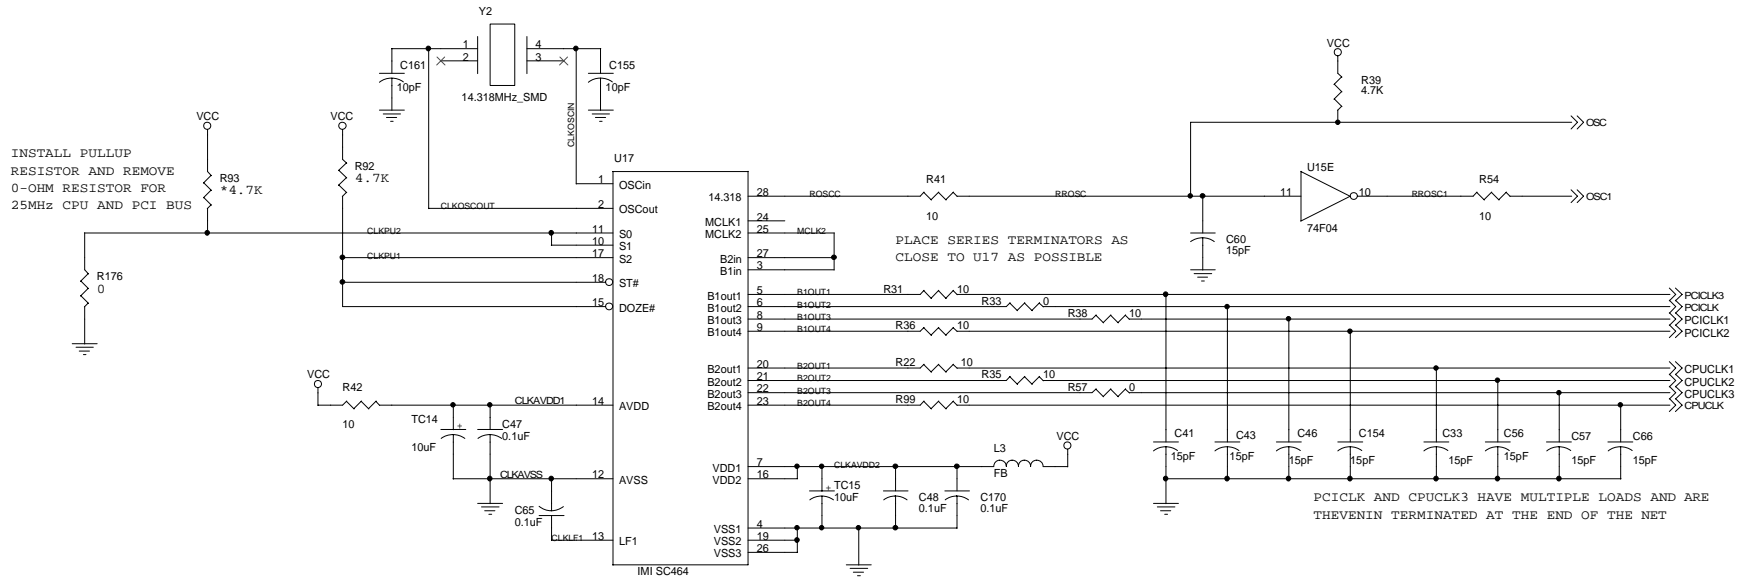 Y2
1
2
4
3
14.318MHz_SMD
C161
10pF
C155
10pF
CLKOSCIN
VCC
VCC
INSTALL PULLUP
RESISTOR AND REMOVE
0-OHM RESISTOR FOR
25MHz CPU AND PCI BUS
R93
*4.7K
R92
4.7K
R176
0
CLKOSCOUT
CLKPU2
CLKPU1
U17
1 OSCin
2 OSCout
11 S0
10 S1
17 S2
18 ST#
15 DOZE#
14 AVDD
12 AVSS
13 LF1
14.318 28
MCLK1 24
MCLK2 25
B2in 27
B1in 3
B1out1 5
B1out2 6
B1out3 8
B1out4 9
B2out1 20
B2out2 21
B2out3 22
B2out4 23
VDD1 7
VDD2 16
VSS1 4
VSS2 19
VSS3 26
IMI SC464
VCC
R42
10
CLKAVDD1
TC14
+
10uF
C47
0.1uF
CLKAVSS
C65
0.1uF
CLKLF1
ROSCC
R41
10
RROSC
VCC
R39
4.7K
OSC
U15E
11
10
74F04
RROSC1
R54
10
OSC1
C60
15pF
MCLK2
PLACE SERIES TERMINATORS AS
CLOSE TO U17 AS POSSIBLE
B1OUT1 R31 10 PCICLK3
B1OUT2 R33 0 PCICLK
B1OUT3 R38 10 PCICLK1
B1OUT4 R36 10 PCICLK2
B2OUT1 R22 10 CPUCLK1
B2OUT2 R35 10 CPUCLK2
B2OUT3 R57 0 CPUCLK3
B2OUT4 R99 10 CPUCLK
C41
15pF
C43
15pF
C46
15pF
C154
15pF
C33
15pF
C56
15pF
C57
15pF
C66
15pF
CLKAVDD2
L3
FB
VCC
+
TC15
10uF
C48
0.1uF
C170
0.1uF
PCICLK AND CPUCLK3 HAVE MULTIPLE LOADS AND ARE
THEVENIN TERMINATED AT THE END OF THE NET